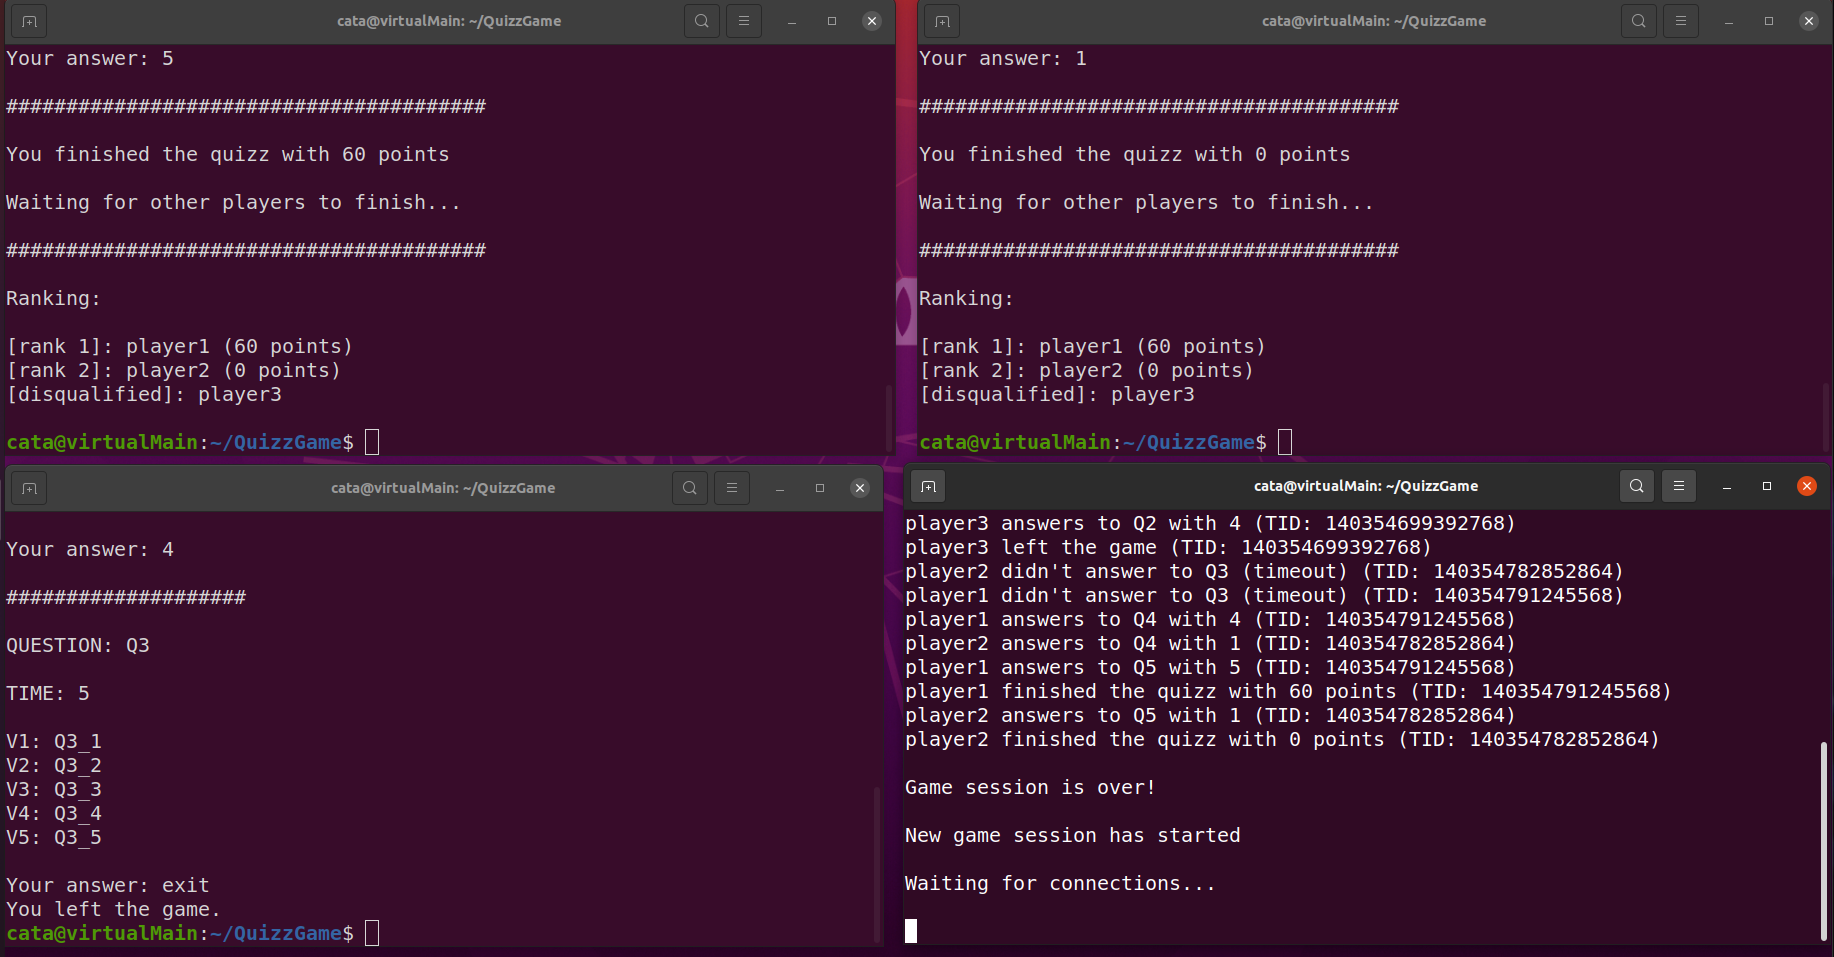 cata@virtualMain: ~/QuizzGame
Your answer: 5
########################################
You finished the quizz with 60 points
Waiting for other players to finish...
########################################
Ranking:
[rank 1]: player1 (60 points)
[rank 2]: player2 (0 points)
[disqualified]: player3
cata@virtualMain:~/QuizzGame$
cata@virtualMain: ~/QuizzGame
Your answer: 1
########################################
You finished the quizz with 0 points
Waiting for other players to finish...
########################################
Ranking:
[rank 1]: player1 (60 points)
[rank 2]: player2 (0 points)
[disqualified]: player3
cata@virtualMain:~/QuizzGame$
cata@virtualMain: ~/QuizzGame
Your answer: 4
####################
QUESTION: Q3
TIME: 5
V1: Q3_1
V2: Q3_2
V3: Q3_3
V4: Q3_4
V5: Q3_5
Your answer: exit
You left the game.
cata@virtualMain:~/QuizzGame$
cata@virtualMain: ~/QuizzGame
player3 answers to Q2 with 4 (TID: 140354699392768)
player3 left the game (TID: 140354699392768)
player2 didn't answer to Q3 (timeout) (TID: 140354782852864)
player1 didn't answer to Q3 (timeout) (TID: 140354791245568)
player1 answers to Q4 with 4 (TID: 140354791245568)
player2 answers to Q4 with 1 (TID: 140354782852864)
player1 answers to Q5 with 5 (TID: 140354791245568)
player1 finished the quizz with 60 points (TID: 140354791245568)
player2 answers to Q5 with 1 (TID: 140354782852864)
player2 finished the quizz with 0 points (TID: 140354782852864)
Game session is over!
New game session has started
Waiting for connections...